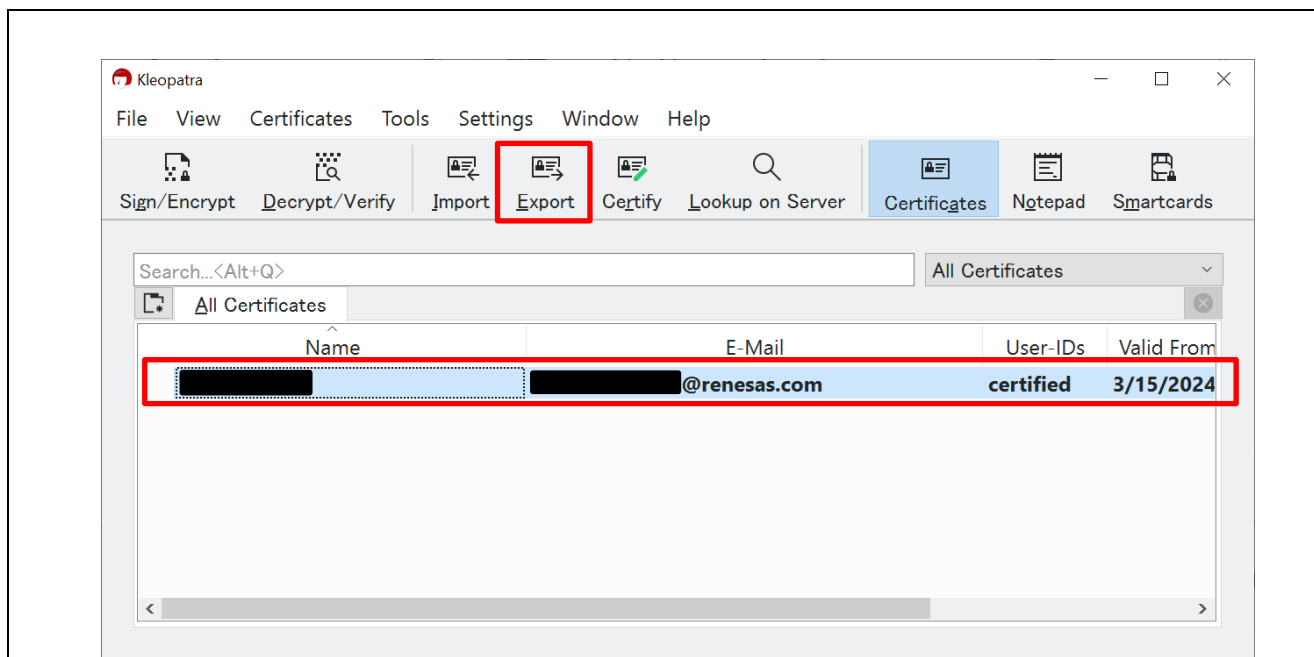 Kleopatra
File View Certificates Tools Settings Window Help
Sign/Encrypt Decrypt/Verify Import Export Certify Lookup on Server Certificates Notepad Smartcards
Search...<Alt+Q> All Certificates
All Certificates
Name E-Mail User-IDs Valid From
@renesas.com certified 3/15/2024